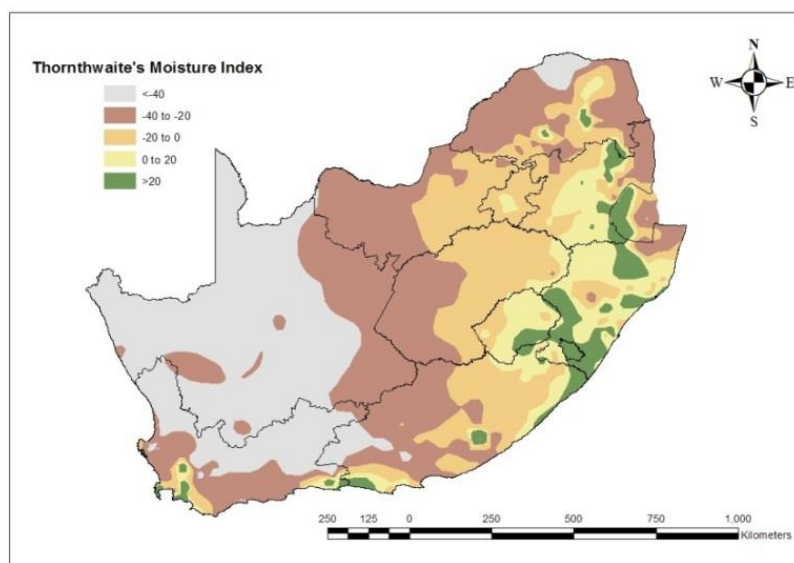 Thornthwaite's Moisture Index
<-40
-40 to -20
-20 to 0
0 to 20
>20
N
W E
S
250 125 0 250 500 750 1,000
Kilometers